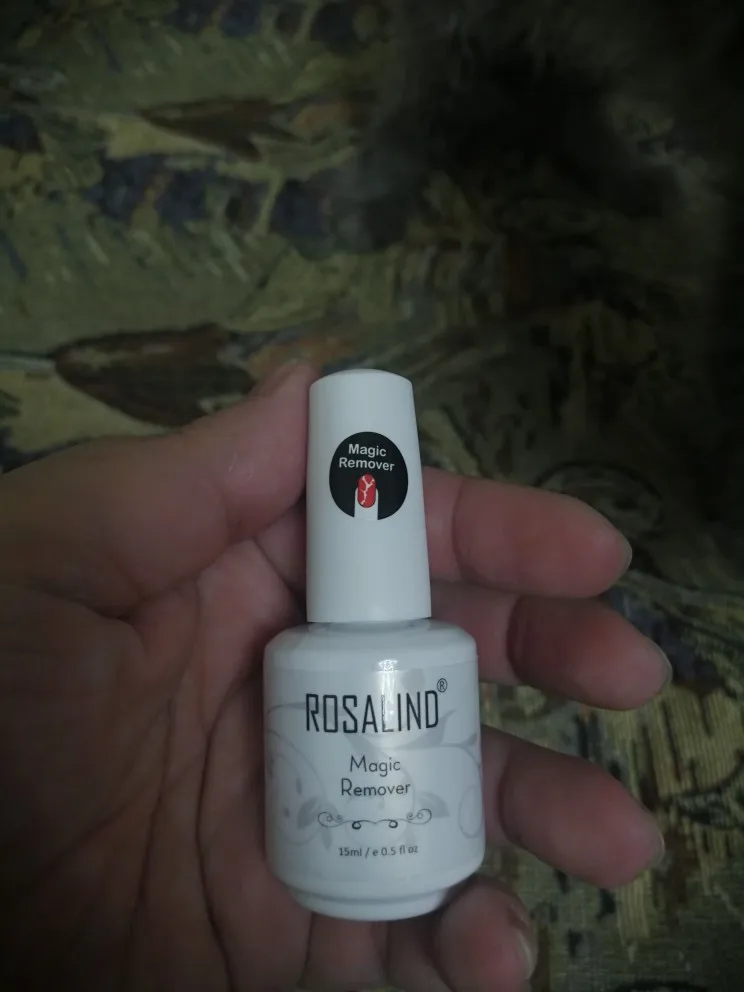 Magic
Remover
ROSALIND®
Magic
Remover
15ml / e 0.5 fl oz